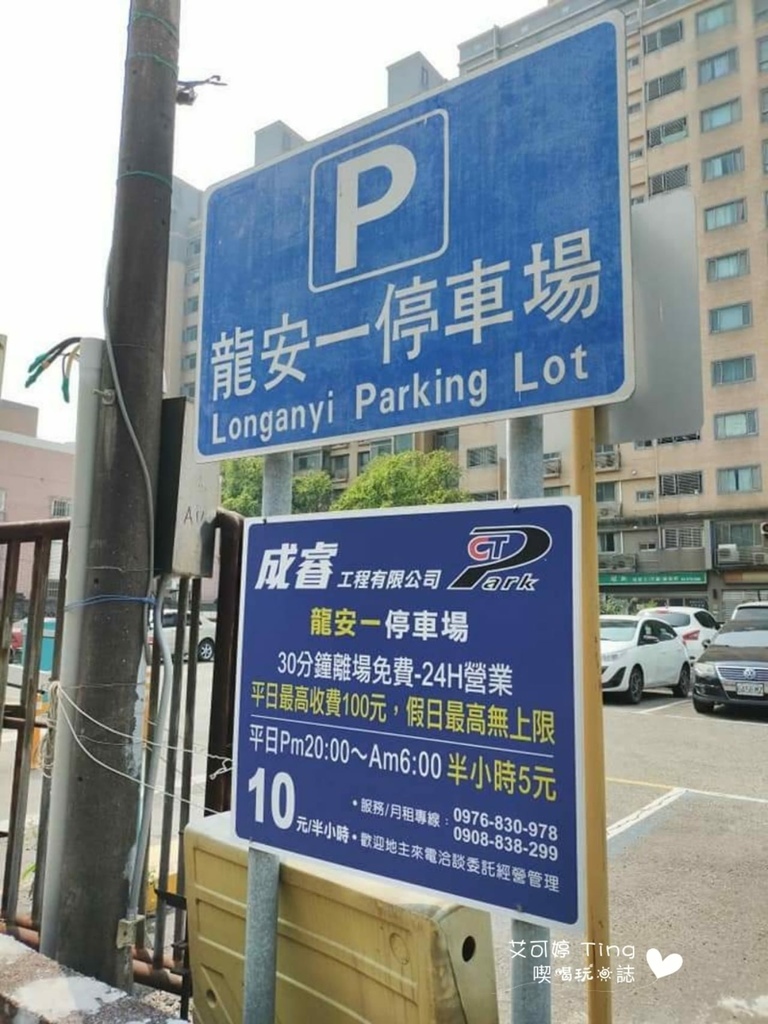 P
龍安一停車場
Longanyi Parking Lot
成睿 工程有限公司 CTPark
龍安一停車場
30分鐘離場免費-24H營業
平日最高收費100元，假日最高無上限
平日Pm20:00～Am6:00 半小時5元
10元/半小時
•服務/月租專線：0976-830-978
0908-838-299
•歡迎地主來電洽談委託經營管理
艾可婷 Ting
喫喝玩樂誌